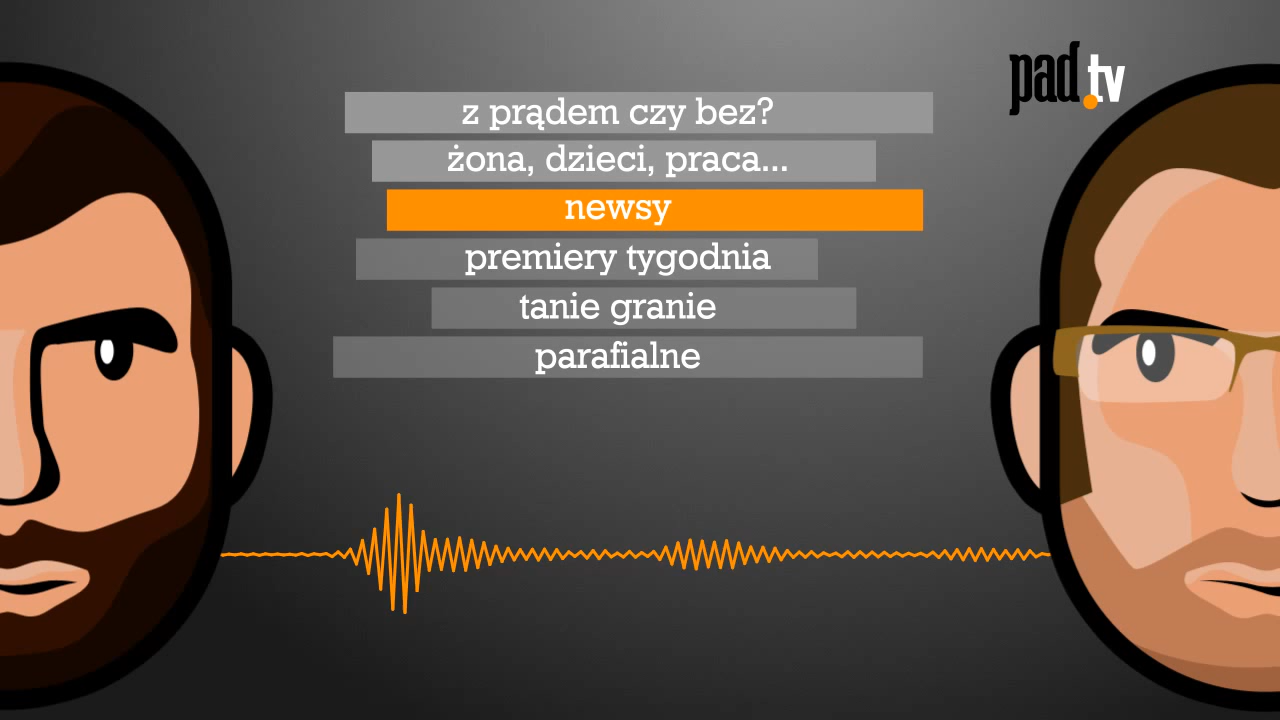 pad.tv
z prądem czy bez?
żona, dzieci, praca...
newsy
premiery tygodnia
tanie granie
parafialne